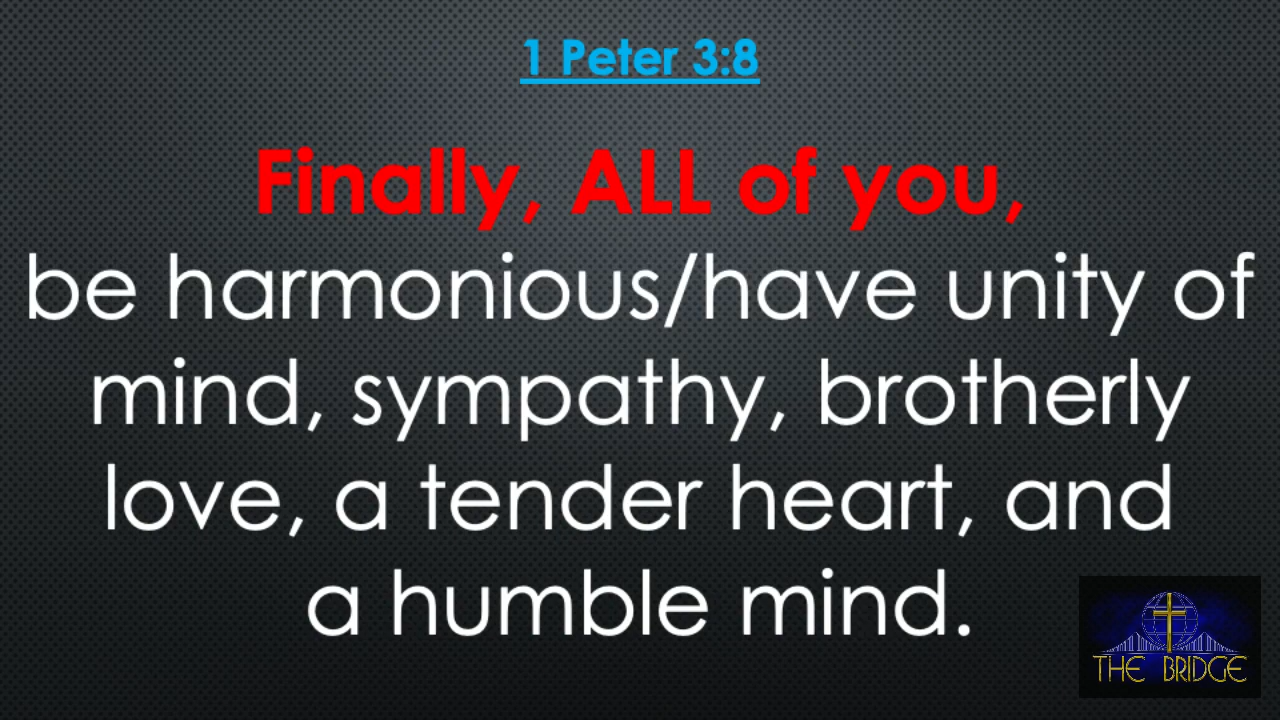 1 Peter 3:8
Finally, ALL of you,
be harmonious/have unity of
mind, sympathy, brotherly
love, a tender heart, and
a humble mind.
THE BRIDGE